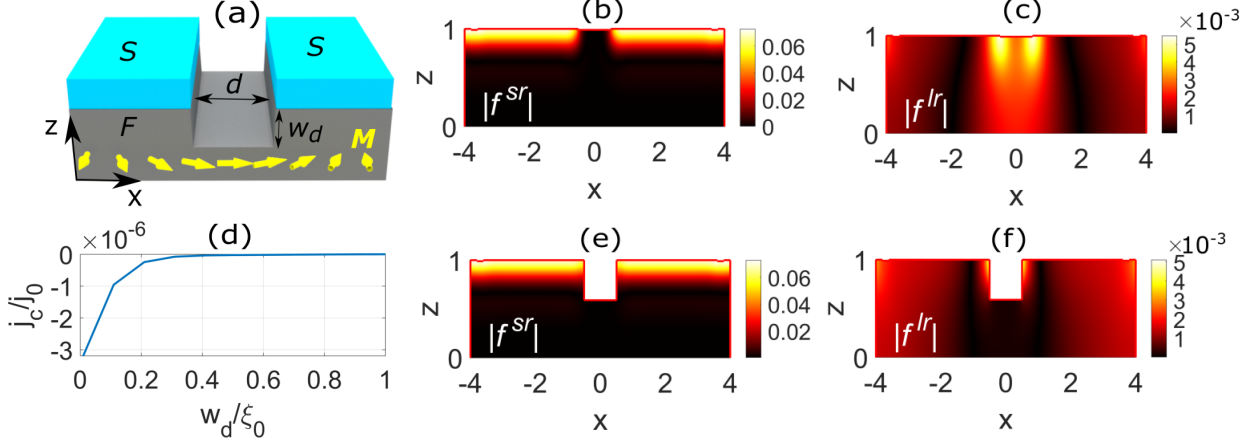 (a)
S
S
d
F
w_d
M
z
x
(b)
1
z
0
|f^{sr}|
-4 -2 0 2 4
x
0.06
0.04
0.02
0
(c)
×10^{-3}
1
z
0
|f^{lr}|
-4 -2 0 2 4
x
5
4
3
2
1
(d)
×10^{-6}
0
-1
-2
-3
j_c/j_0
0 0.2 0.4 0.6 0.8 1
w_d/ξ_0
(e)
1
z
0
|f^{sr}|
-4 -2 0 2 4
x
0.06
0.04
0.02
(f)
×10^{-3}
1
z
0
|f^{lr}|
-4 -2 0 2 4
x
5
4
3
2
1